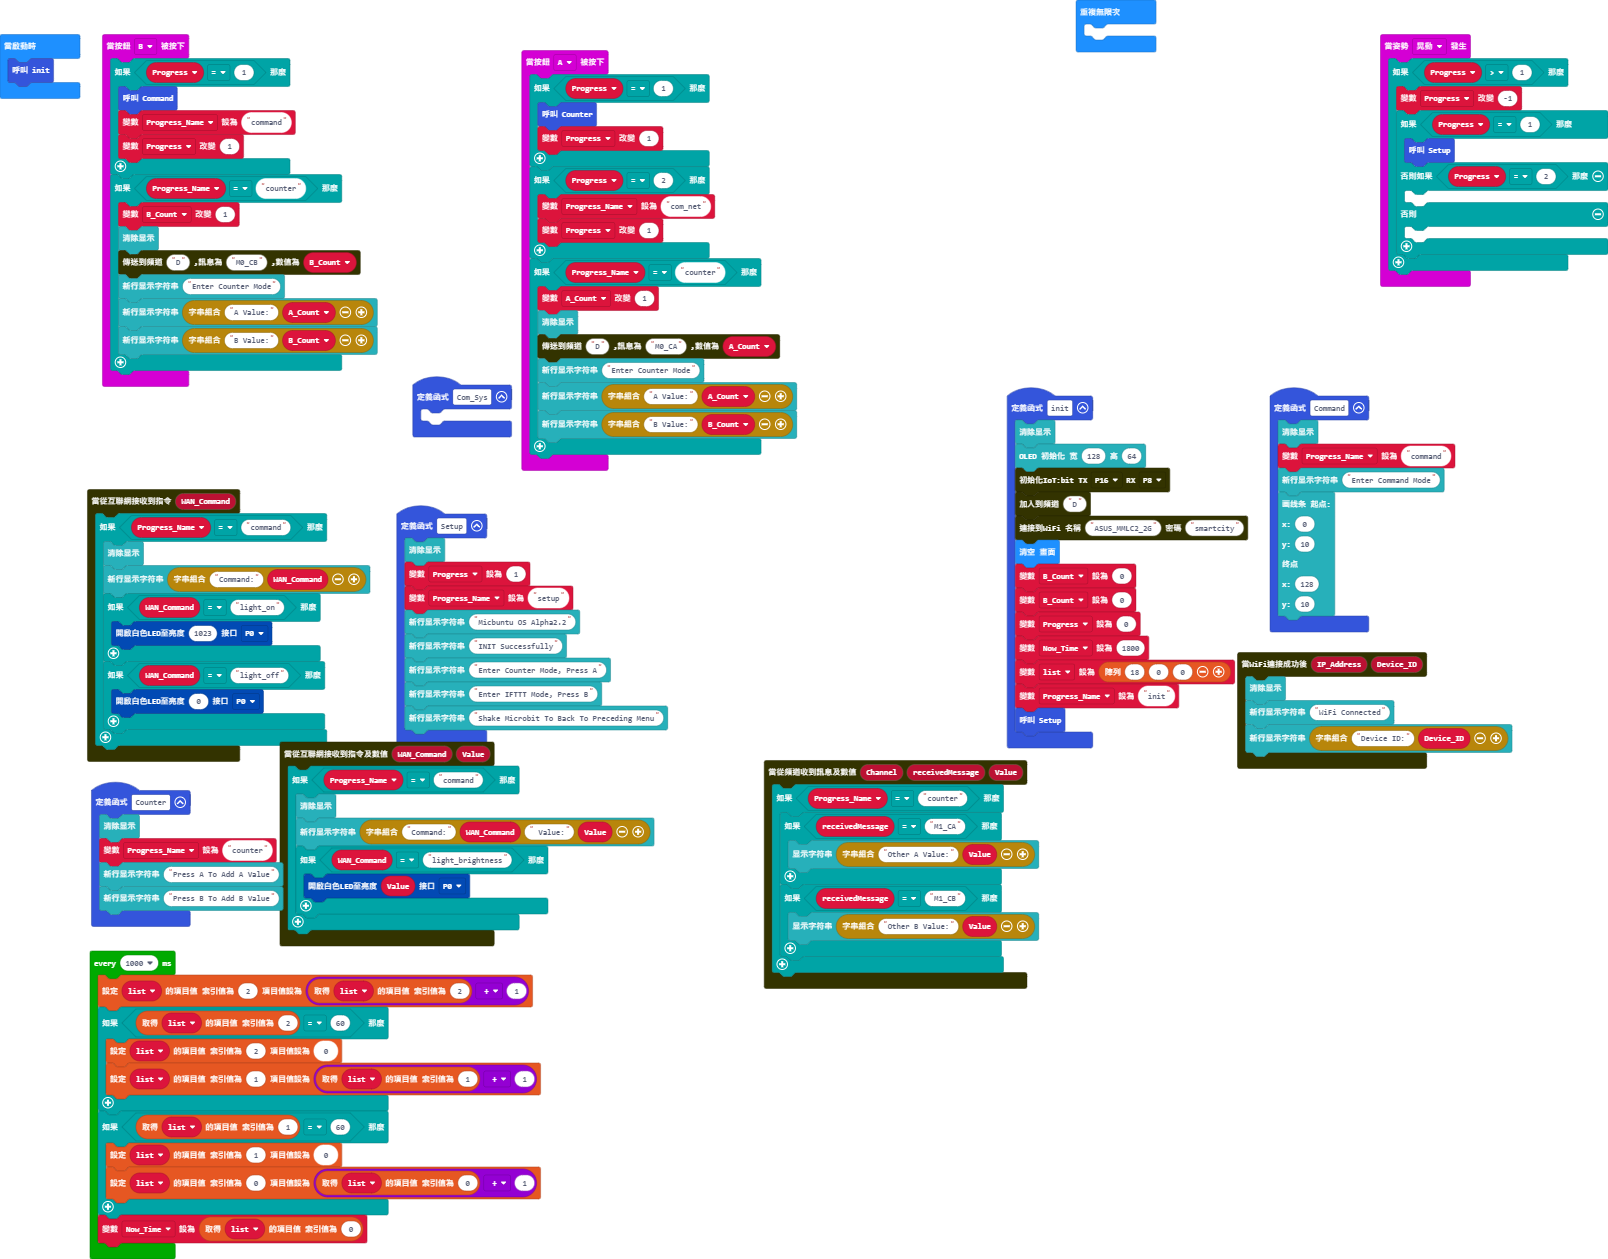 當啟動時
呼叫 init
當按鈕 B 被按下
如果 Progress = 1 那麼
呼叫 Command
變數 Progress_Name 設為 "command"
變數 Progress 改變 1
如果 Progress_Name = "counter" 那麼
變數 B_Count 改變 1
清除显示
傳送到頻道 "D" ,訊息為 "M0_CB" ,數值為 B_Count
新行显示字符串 "Enter Counter Mode"
新行显示字符串 字串組合 "A Value:" A_Count
新行显示字符串 字串組合 "B Value:" B_Count
當按鈕 A 被按下
如果 Progress = 1 那麼
呼叫 Counter
變數 Progress 改變 1
如果 Progress = 2 那麼
變數 Progress_Name 設為 "com_net"
變數 Progress 改變 1
如果 Progress_Name = "counter" 那麼
變數 A_Count 改變 1
清除显示
傳送到頻道 "D" ,訊息為 "M0_CA" ,數值為 A_Count
新行显示字符串 "Enter Counter Mode"
新行显示字符串 字串組合 "A Value:" A_Count
新行显示字符串 字串組合 "B Value:" B_Count
重複無限次
當姿勢 晃動 發生
如果 Progress > 1 那麼
變數 Progress 改變 -1
如果 Progress = 1 那麼
呼叫 Setup
否則如果 Progress = 2 那麼
否則
定義函式 Com_Sys
定義函式 init
清除显示
OLED 初始化 宽 128 高 64
初始化IoT:bit TX P16 RX P8
加入到頻道 "D"
連接到WiFi 名稱 "ASUS_MMLC2_2G" 密碼 "smartcity"
清空 畫面
變數 B_Count 設為 0
變數 B_Count 設為 0
變數 Progress 設為 0
變數 Now_Time 設為 1800
變數 list 設為 陣列 18 0 0
變數 Progress_Name 設為 "init"
呼叫 Setup
定義函式 Command
清除显示
變數 Progress_Name 設為 "command"
新行显示字符串 "Enter Command Mode"
画线条 起点:
x: 0
y: 10
终点
x: 128
y: 10
當從互聯網接收到指令 WAN_Command
如果 Progress_Name = "command" 那麼
清除显示
新行显示字符串 字串組合 "Command:" WAN_Command
如果 WAN_Command = "light_on" 那麼
開啟白色LED至亮度 1023 接口 P0
如果 WAN_Command = "light_off" 那麼
開啟白色LED至亮度 0 接口 P0
定義函式 Setup
清除显示
變數 Progress 設為 1
變數 Progress_Name 設為 "setup"
新行显示字符串 "Micbuntu OS Alpha2.2"
新行显示字符串 "INIT Successfully"
新行显示字符串 "Enter Counter Mode, Press A"
新行显示字符串 "Enter IFTTT Mode, Press B"
新行显示字符串 "Shake Microbit To Back To Preceding Menu"
當WiFi連接成功後 IP_Address Device_ID
清除显示
新行显示字符串 "WiFi Connected"
新行显示字符串 字串組合 "Device ID:" Device_ID
當從互聯網接收到指令及數值 WAN_Command Value
如果 Progress_Name = "command" 那麼
清除显示
新行显示字符串 字串組合 "Command:" WAN_Command " Value:" Value
如果 WAN_Command = "light_brightness" 那麼
開啟白色LED至亮度 Value 接口 P0
當從頻道收到訊息及數值 Channel receivedMessage Value
如果 Progress_Name = "counter" 那麼
如果 receivedMessage = "M1_CA" 那麼
显示字符串 字串組合 "Other A Value:" Value
如果 receivedMessage = "M1_CB" 那麼
显示字符串 字串組合 "Other B Value:" Value
定義函式 Counter
清除显示
變數 Progress_Name 設為 "counter"
新行显示字符串 "Press A To Add A Value"
新行显示字符串 "Press B To Add B Value"
every 1000 ms
設定 list 的項目值 索引值為 2 項目值設為 取得 list 的項目值 索引值為 2 + 1
如果 取得 list 的項目值 索引值為 2 = 60 那麼
設定 list 的項目值 索引值為 2 項目值設為 0
設定 list 的項目值 索引值為 1 項目值設為 取得 list 的項目值 索引值為 1 + 1
如果 取得 list 的項目值 索引值為 1 = 60 那麼
設定 list 的項目值 索引值為 1 項目值設為 0
設定 list 的項目值 索引值為 0 項目值設為 取得 list 的項目值 索引值為 0 + 1
變數 Now_Time 設為 取得 list 的項目值 索引值為 0